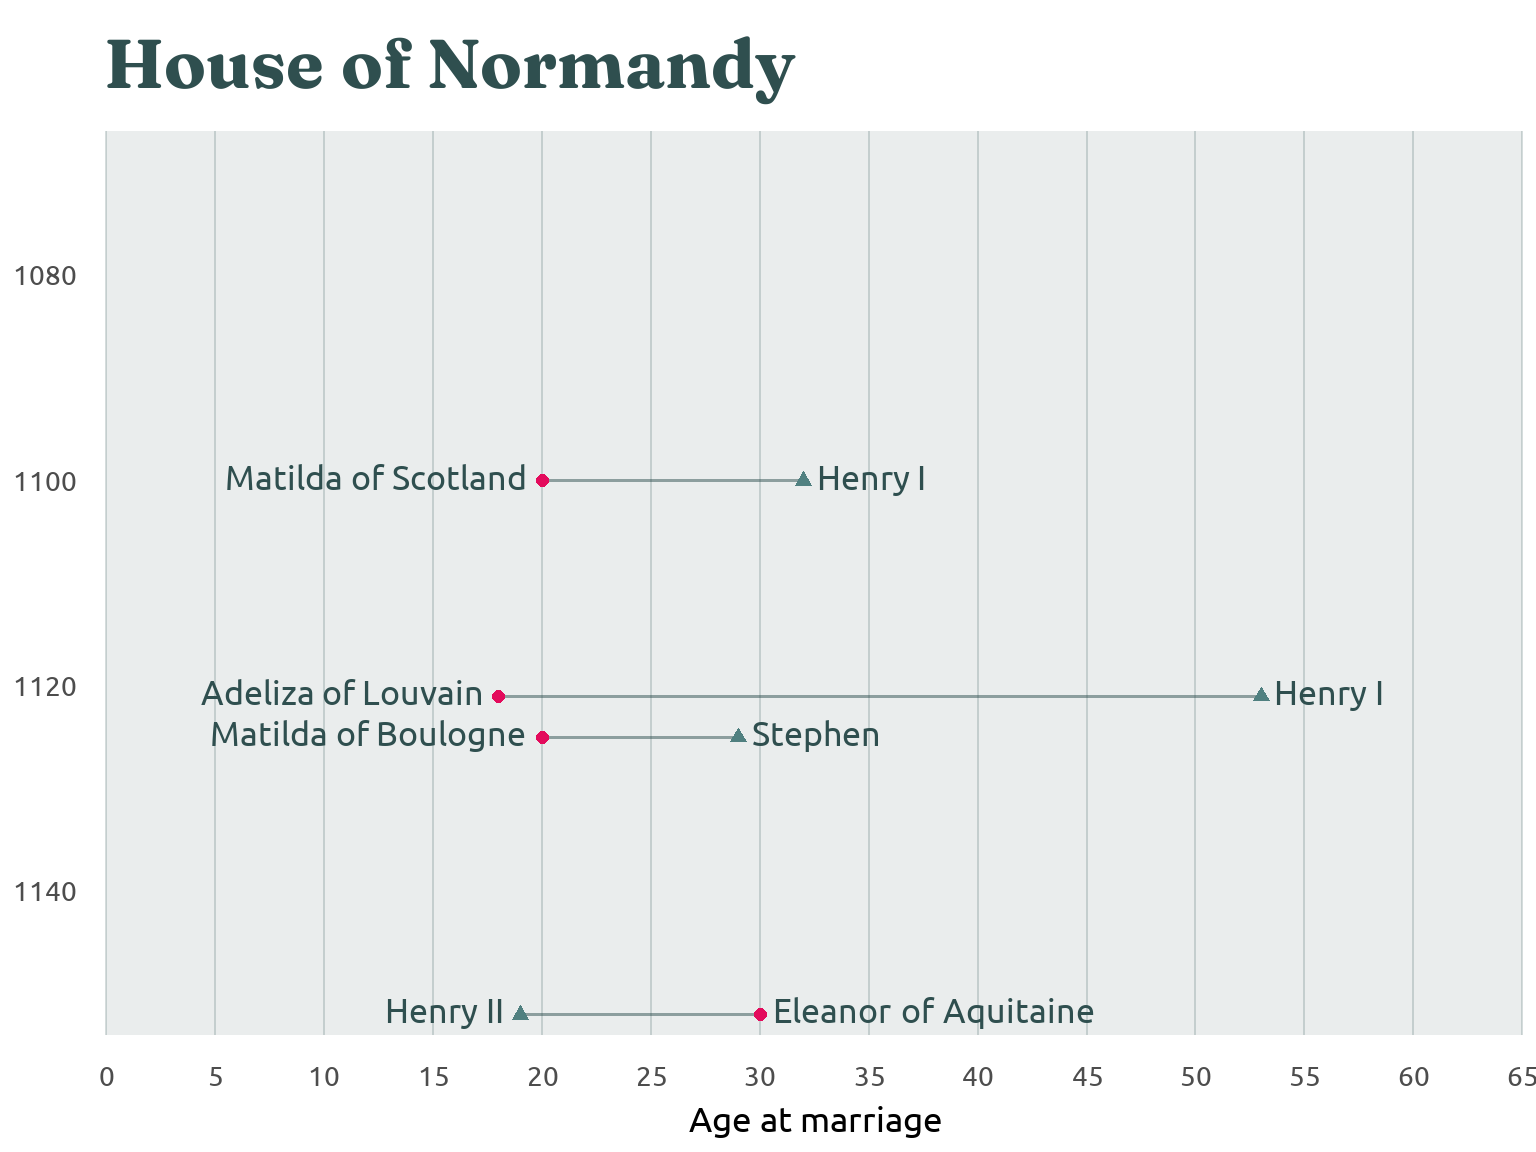 House of Normandy
1080
1100
Matilda of Scotland
Henry I
1120
Adeliza of Louvain
Henry I
Matilda of Boulogne
Stephen
1140
Henry II
Eleanor of Aquitaine
0 5 10 15 20 25 30 35 40 45 50 55 60 65
Age at marriage